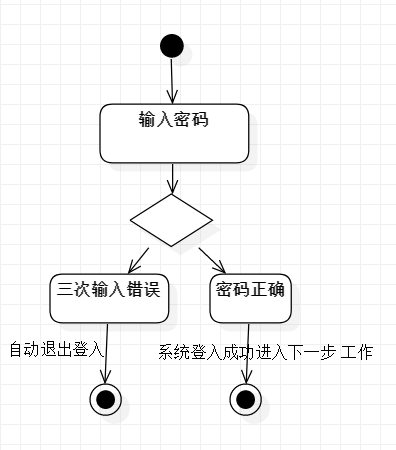 输入密码
三次输入错误
密码正确
自动退出登入
系统登入成功进入下一步 工作